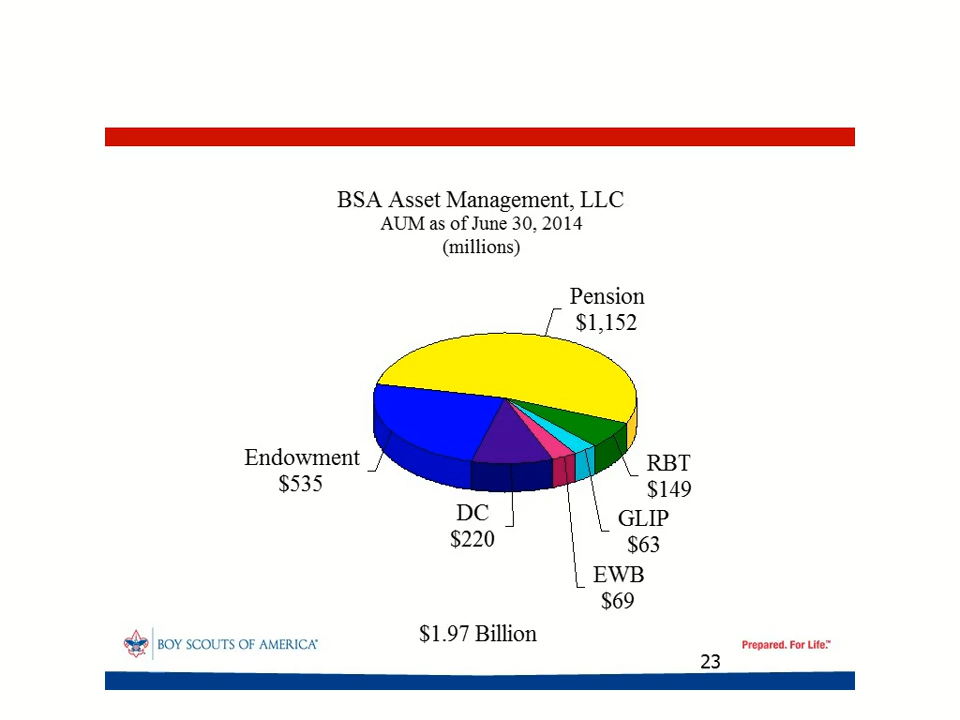 BSA Asset Management, LLC
AUM as of June 30, 2014
(millions)
Pension
$1,152
Endowment
$535
RBT
$149
DC
$220
GLIP
$63
EWB
$69
$1.97 Billion
BOY SCOUTS OF AMERICA®
Prepared. For Life.™
23